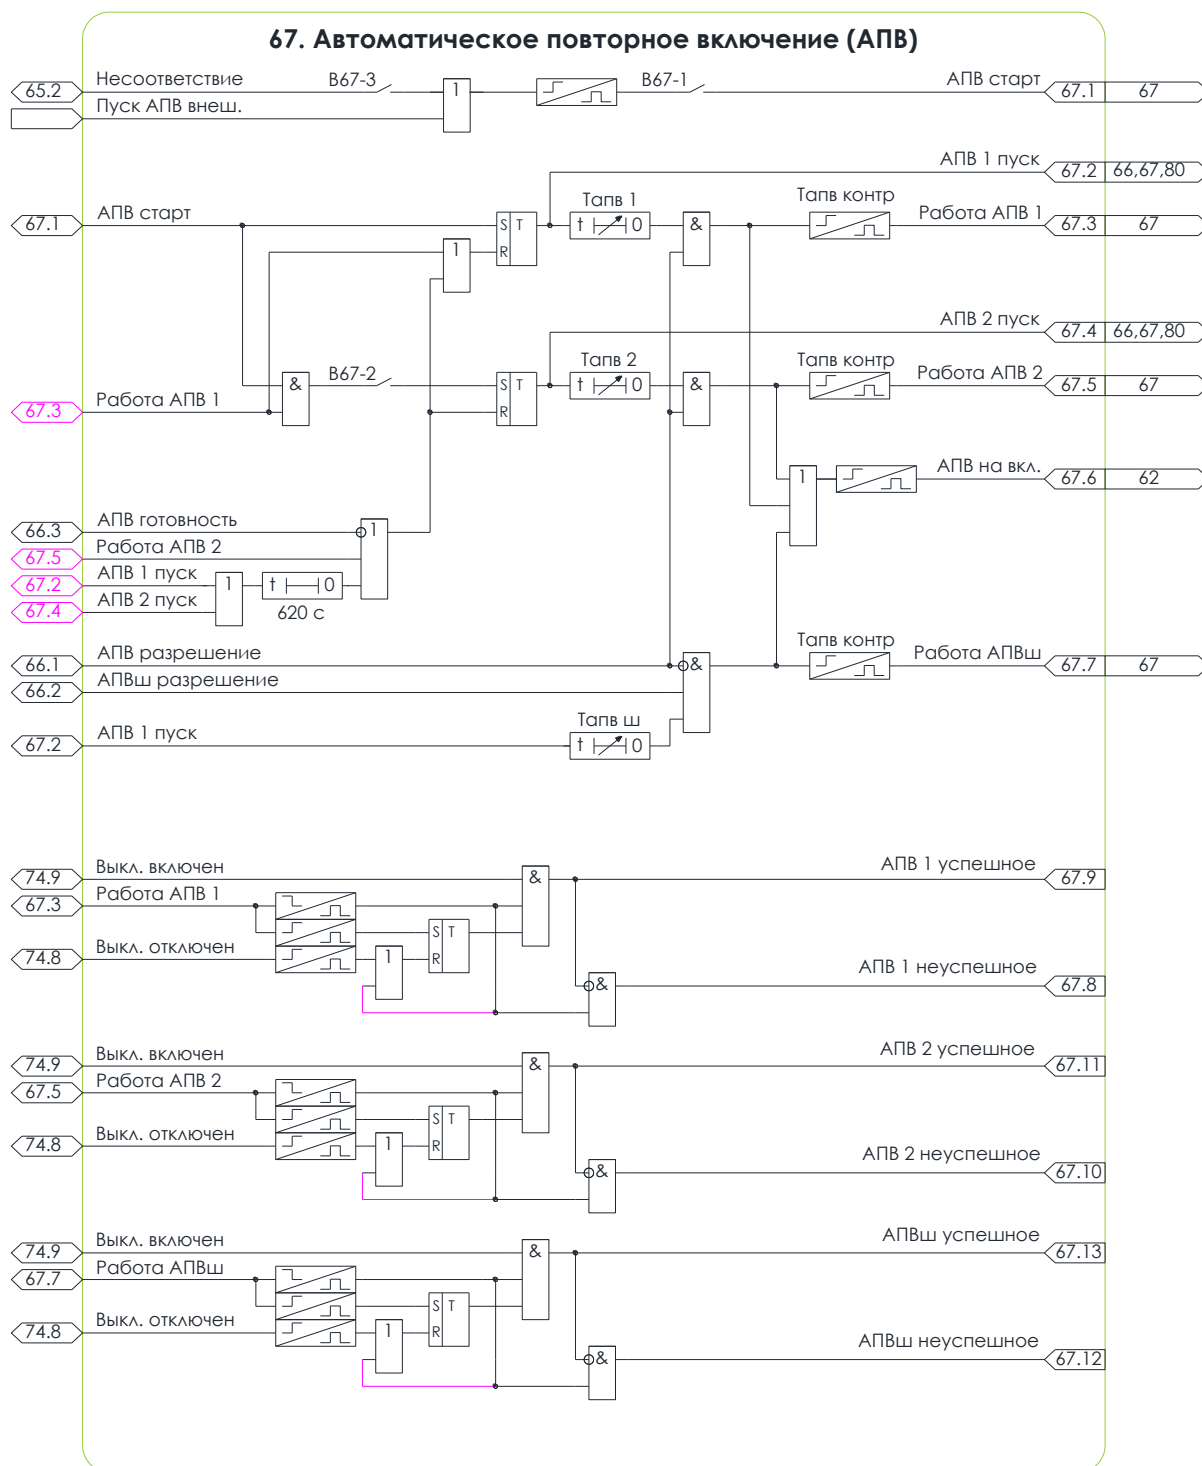 67. Автоматическое повторное включение (АПВ)
65.2 Несоответствие В67-3 1 В67-1 АПВ старт 67.1 67
Пуск АПВ внеш.
АПВ 1 пуск 67.2 66,67,80
67.1 АПВ старт S T R Тапв 1 t 0 & Тапв контр Работа АПВ 1 67.3 67
1
АПВ 2 пуск 67.4 66,67,80
& В67-2 S T R Тапв 2 t 0 & Тапв контр Работа АПВ 2 67.5 67
67.3 Работа АПВ 1
1 АПВ на вкл. 67.6 62
66.3 АПВ готовность 1
67.5 Работа АПВ 2
67.2 АПВ 1 пуск 1 t 0
67.4 АПВ 2 пуск 620 с
66.1 АПВ разрешение & Тапв контр Работа АПВш 67.7 67
66.2 АПВш разрешение
67.2 АПВ 1 пуск Тапв ш t 0
74.9 Выкл. включен & АПВ 1 успешное 67.9
67.3 Работа АПВ 1
S T
74.8 Выкл. отключен 1 R
& АПВ 1 неуспешное 67.8
74.9 Выкл. включен & АПВ 2 успешное 67.11
67.5 Работа АПВ 2
S T
74.8 Выкл. отключен 1 R
& АПВ 2 неуспешное 67.10
74.9 Выкл. включен & АПВш успешное 67.13
67.7 Работа АПВш
S T
74.8 Выкл. отключен 1 R
& АПВш неуспешное 67.12